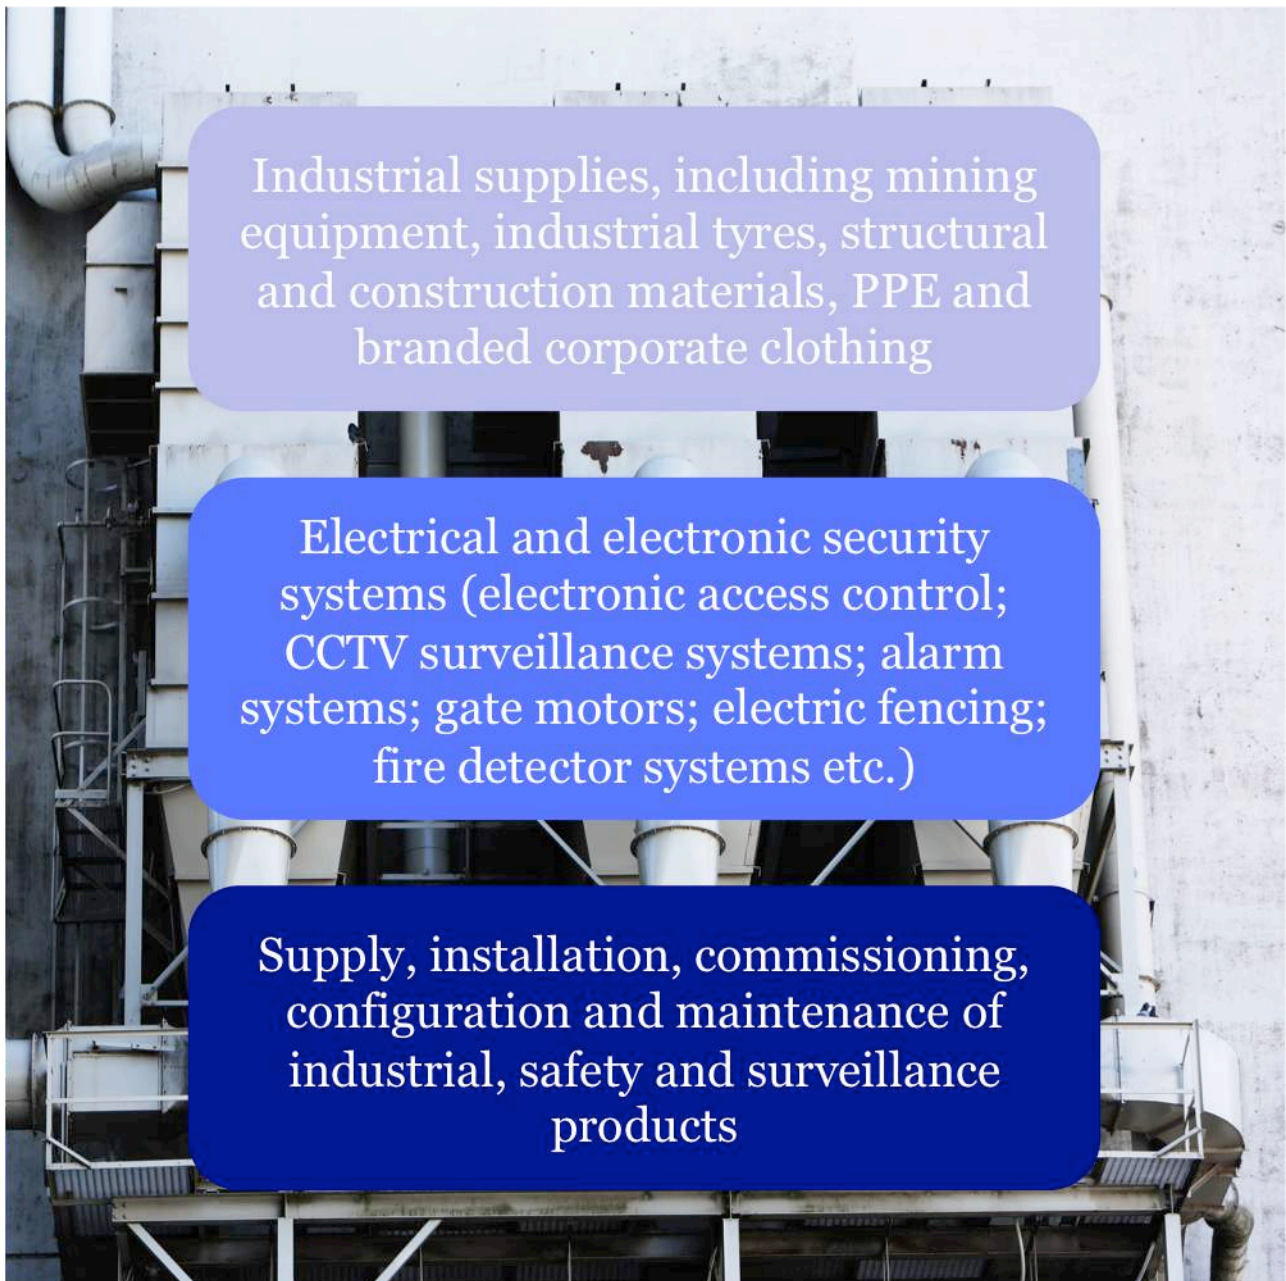 Industrial supplies, including mining
equipment, industrial tyres, structural
and construction materials, PPE and
branded corporate clothing
Electrical and electronic security
systems (electronic access control;
CCTV surveillance systems; alarm
systems; gate motors; electric fencing;
fire detector systems etc.)
Supply, installation, commissioning,
configuration and maintenance of
industrial, safety and surveillance
products